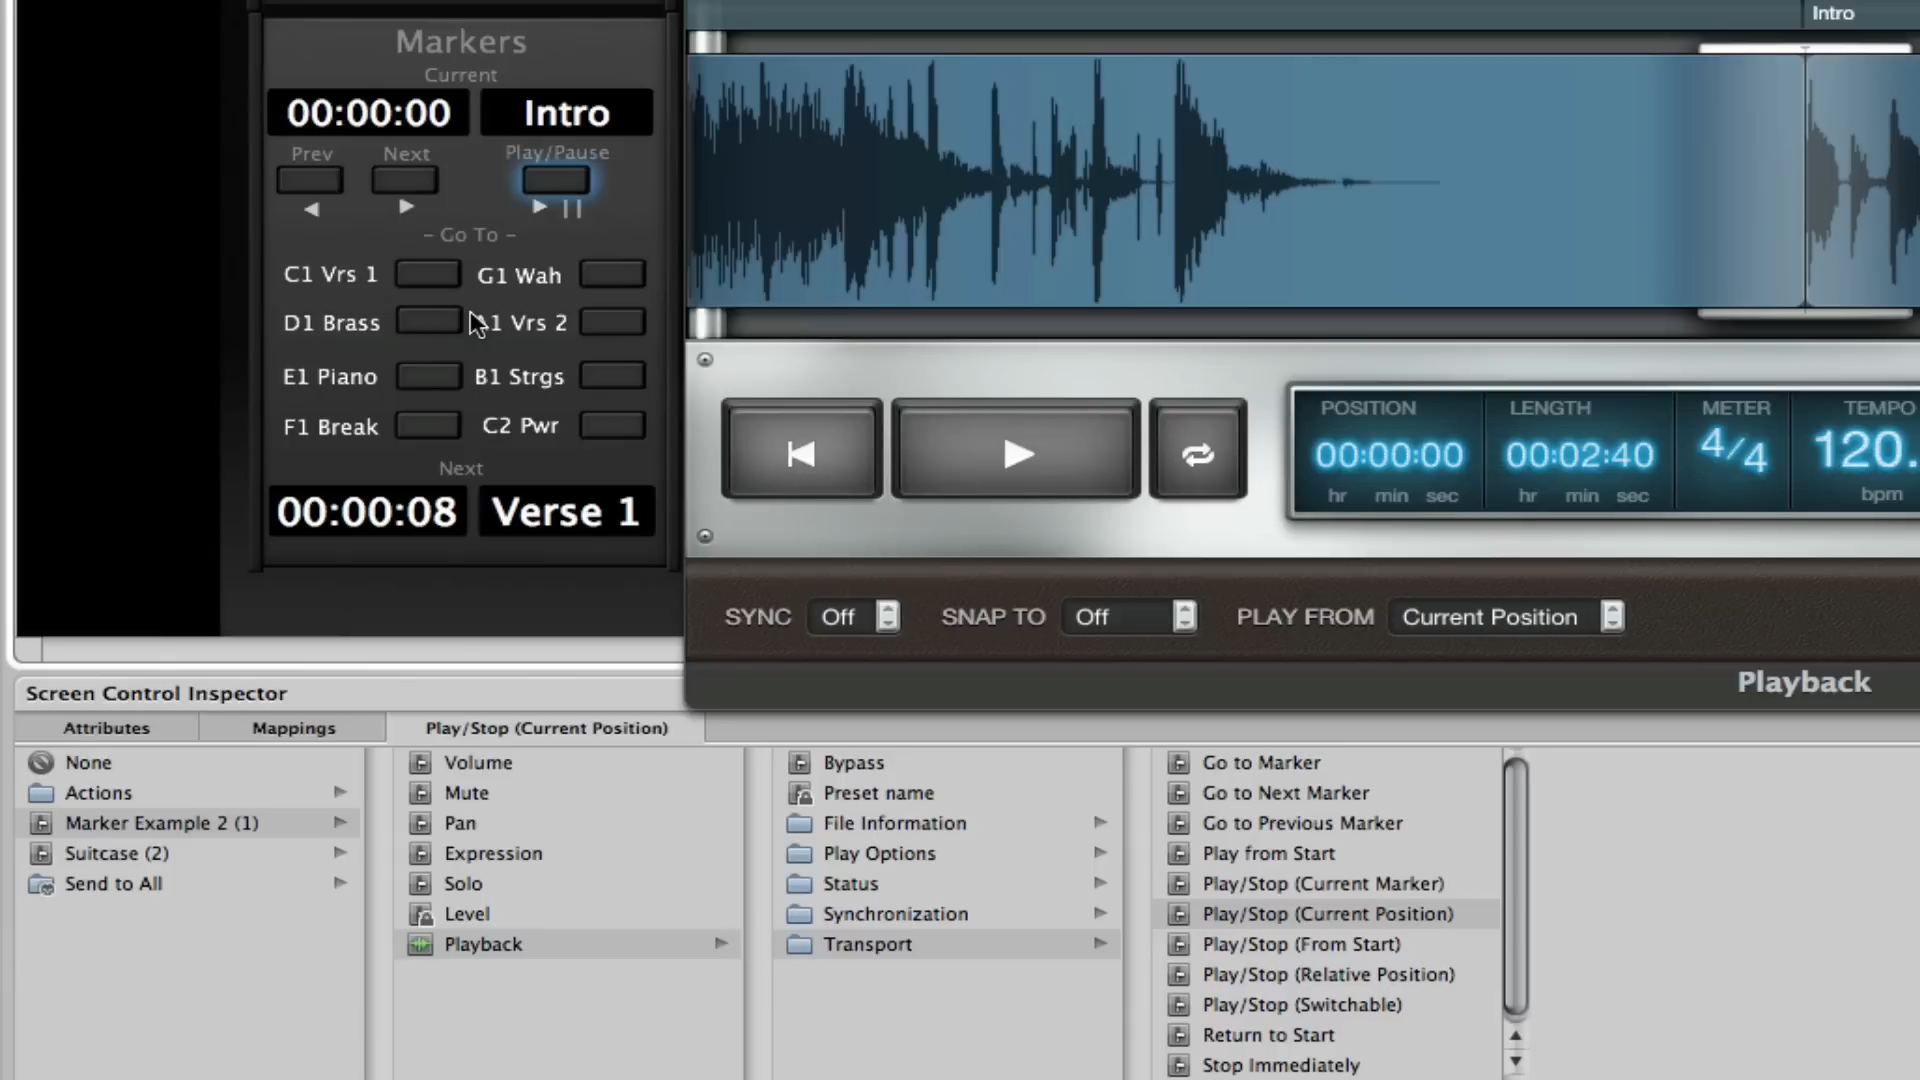 Markers
Current
00:00:00 Intro
Prev Next Play/Pause
– Go To –
C1 Vrs 1 G1 Wah
D1 Brass A1 Vrs 2
E1 Piano B1 Strgs
F1 Break C2 Pwr
Next
00:00:08 Verse 1
Intro
POSITION LENGTH METER TEMPO
00:00:00 00:02:40 4/4 120.
hr min sec hr min sec bpm
SYNC Off SNAP TO Off PLAY FROM Current Position
Playback
Screen Control Inspector
Attributes Mappings Play/Stop (Current Position)
None
Actions
Marker Example 2 (1)
Suitcase (2)
Send to All
Volume
Mute
Pan
Expression
Solo
Level
Playback
Bypass
Preset name
File Information
Play Options
Status
Synchronization
Transport
Go to Marker
Go to Next Marker
Go to Previous Marker
Play from Start
Play/Stop (Current Marker)
Play/Stop (Current Position)
Play/Stop (From Start)
Play/Stop (Relative Position)
Play/Stop (Switchable)
Return to Start
Stop Immediately